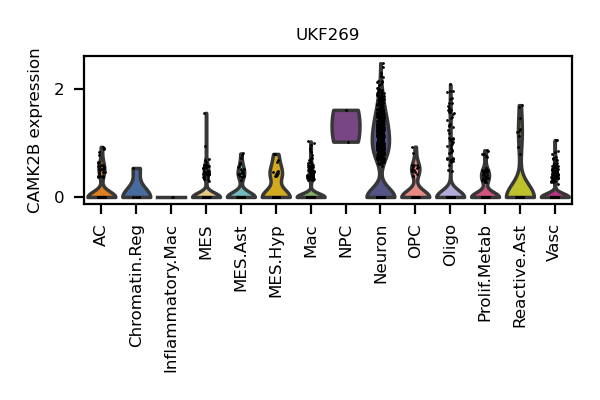 UKF269
CAMK2B expression
2
0
AC
Chromatin.Reg
Inflammatory.Mac
MES
MES.Ast
MES.Hyp
Mac
NPC
Neuron
OPC
Oligo
Prolif.Metab
Reactive.Ast
Vasc